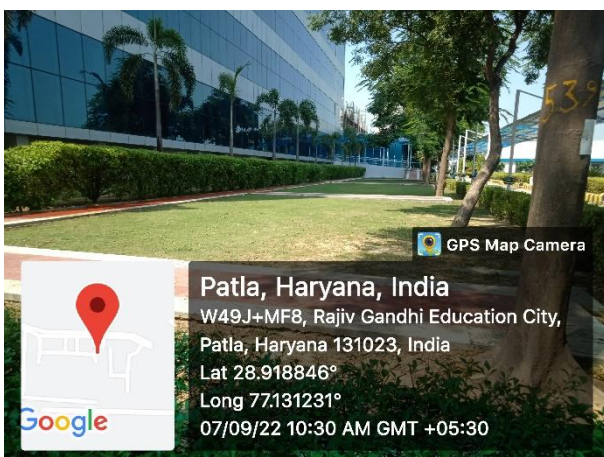 539
GPS Map Camera
Patla, Haryana, India
W49J+MF8, Rajiv Gandhi Education City,
Patla, Haryana 131023, India
Lat 28.918846°
Long 77.131231°
07/09/22 10:30 AM GMT +05:30
Google